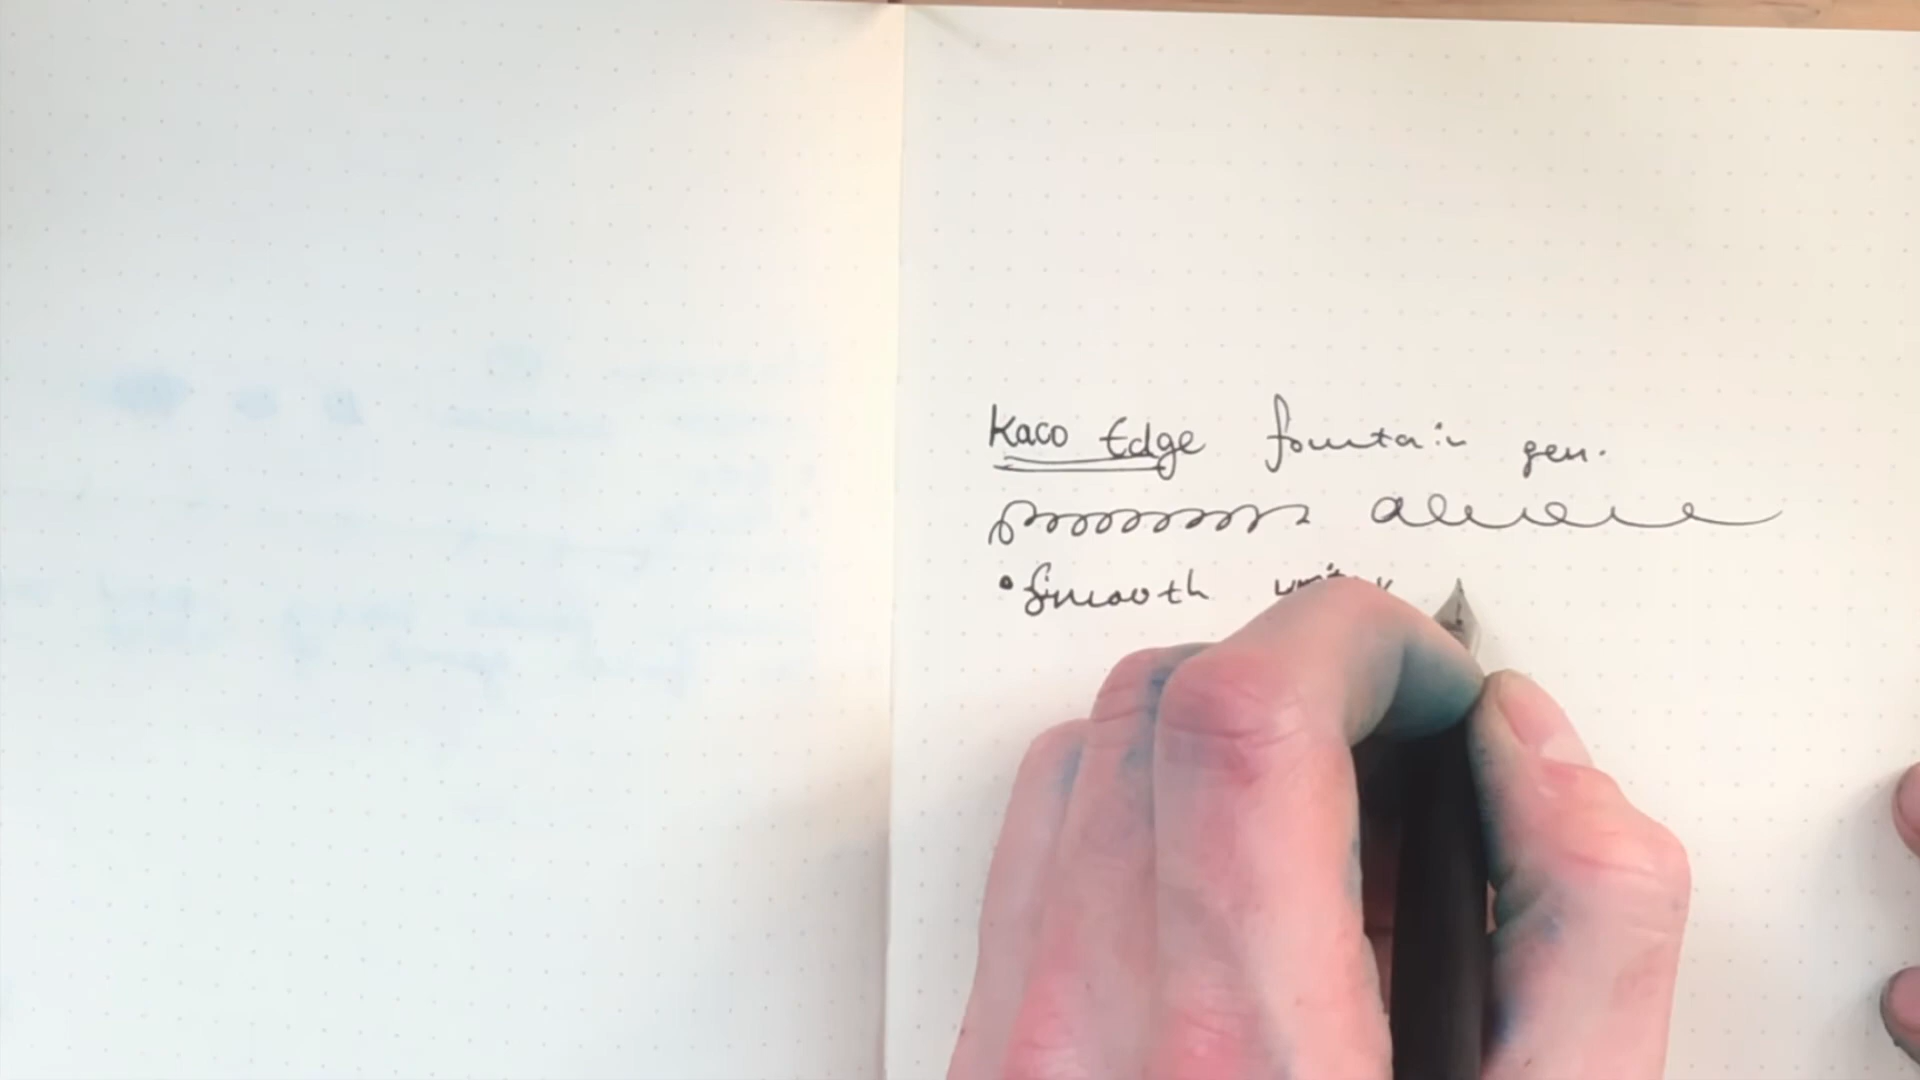 Kaco Edge fountain pen.
• Smooth